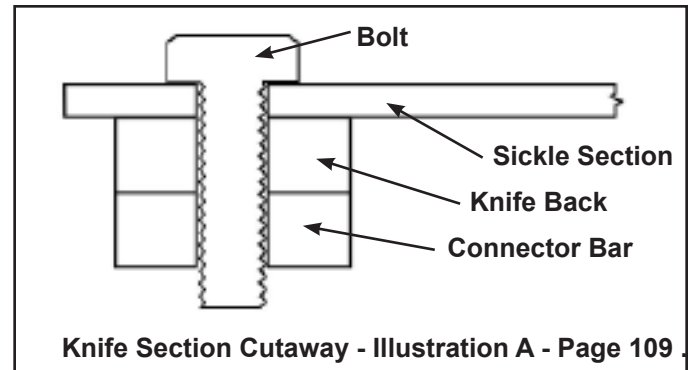 Bolt
Sickle Section
Knife Back
Connector Bar
Knife Section Cutaway - Illustration A - Page 109 .